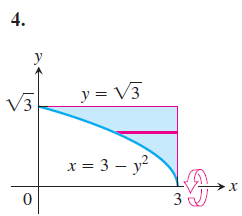 4.
y
√3
y = √3
x = 3 − y²
x
0
3